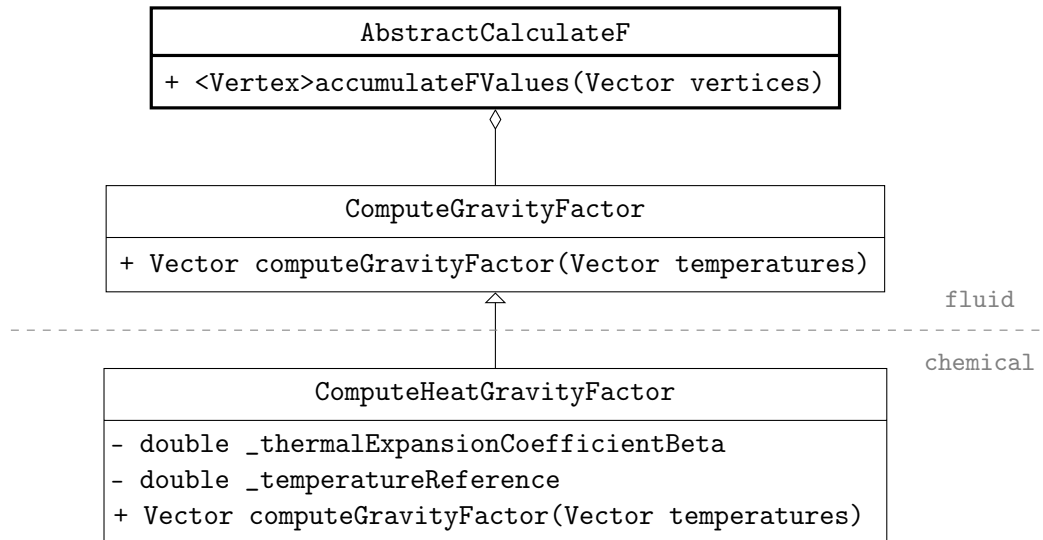 AbstractCalculateF
+ <Vertex>accumulateFValues(Vector vertices)
ComputeGravityFactor
+ Vector computeGravityFactor(Vector temperatures)
fluid
chemical
ComputeHeatGravityFactor
- double _thermalExpansionCoefficientBeta
- double _temperatureReference
+ Vector computeGravityFactor(Vector temperatures)